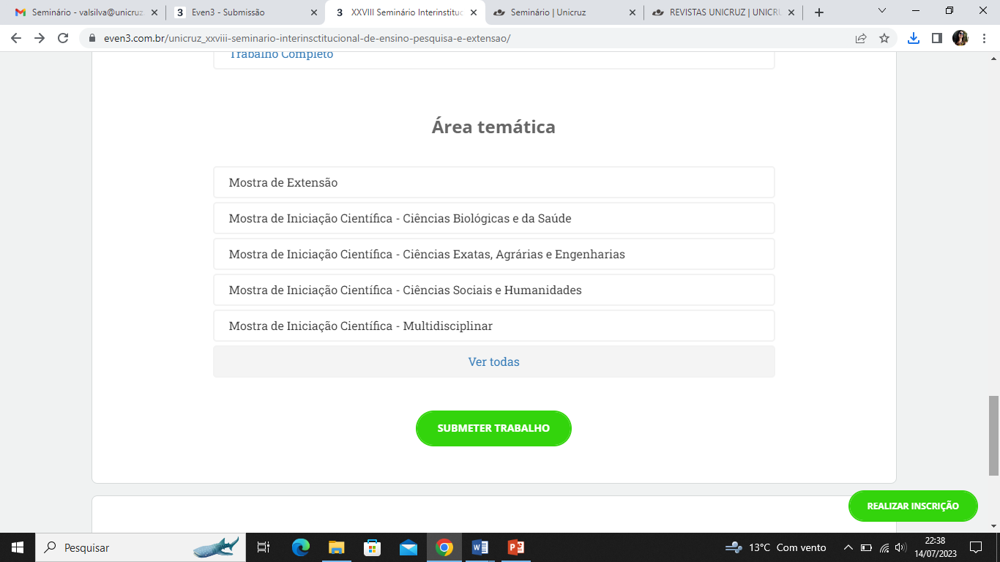 Seminário - valsilva@unicruz.
Even3 - Submissão
XXVIII Seminário Interinstituc
Seminário | Unicruz
REVISTAS UNICRUZ | UNICRU
even3.com.br/unicruz_xxviii-seminario-interinsctitucional-de-ensino-pesquisa-e-extensao/
Trabalho Completo
Área temática
Mostra de Extensão
Mostra de Iniciação Científica - Ciências Biológicas e da Saúde
Mostra de Iniciação Científica - Ciências Exatas, Agrárias e Engenharias
Mostra de Iniciação Científica - Ciências Sociais e Humanidades
Mostra de Iniciação Científica - Multidisciplinar
Ver todas
SUBMETER TRABALHO
REALIZAR INSCRIÇÃO
Pesquisar
13°C Com vento
22:38
14/07/2023